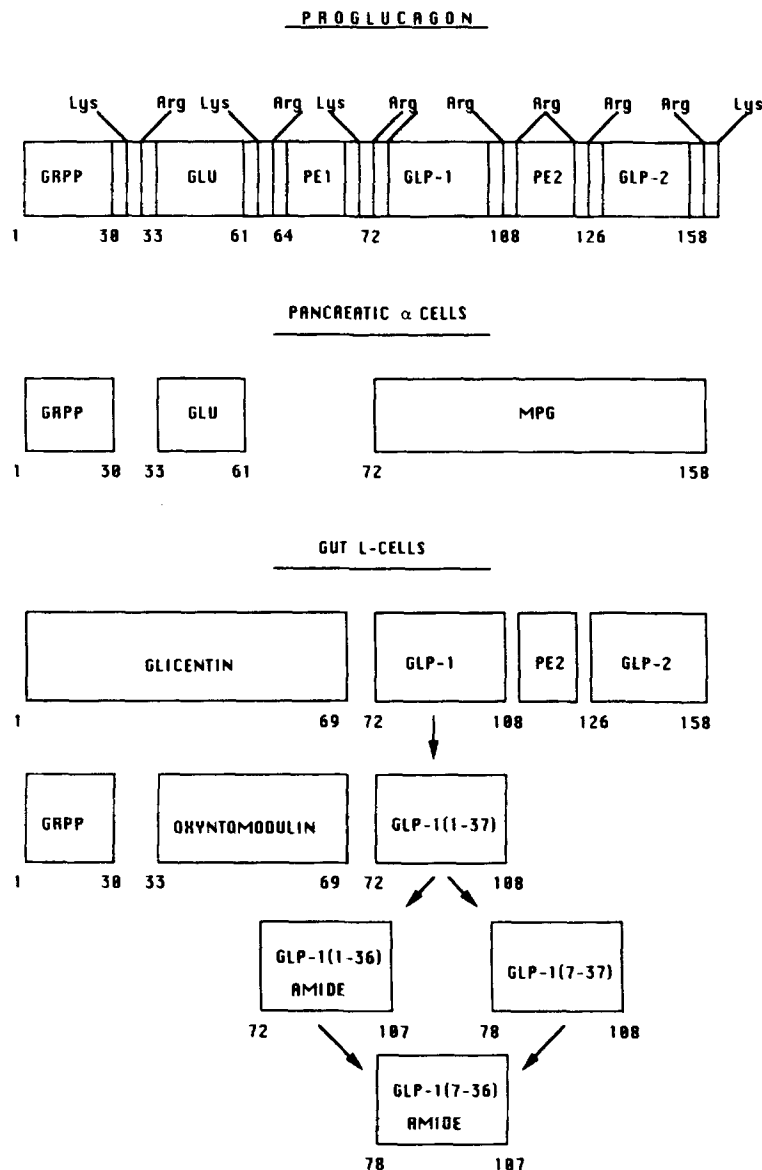 PROGLUCAGON
Lys Arg Lys Arg Lys Arg Arg Arg Arg Arg Lys
GRPP GLU PE1 GLP-1 PE2 GLP-2
1 30 33 61 64 72 108 126 158
PANCREATIC α CELLS
GRPP GLU MPG
1 30 33 61 72 158
GUT L-CELLS
GLICENTIN GLP-1 PE2 GLP-2
1 69 72 108 126 158
GRPP OXYNTOMODULIN GLP-1(1-37)
1 30 33 69 72 108
GLP-1(1-36) GLP-1(7-37)
AMIDE
72 107 78 108
GLP-1(7-36)
AMIDE
78 107